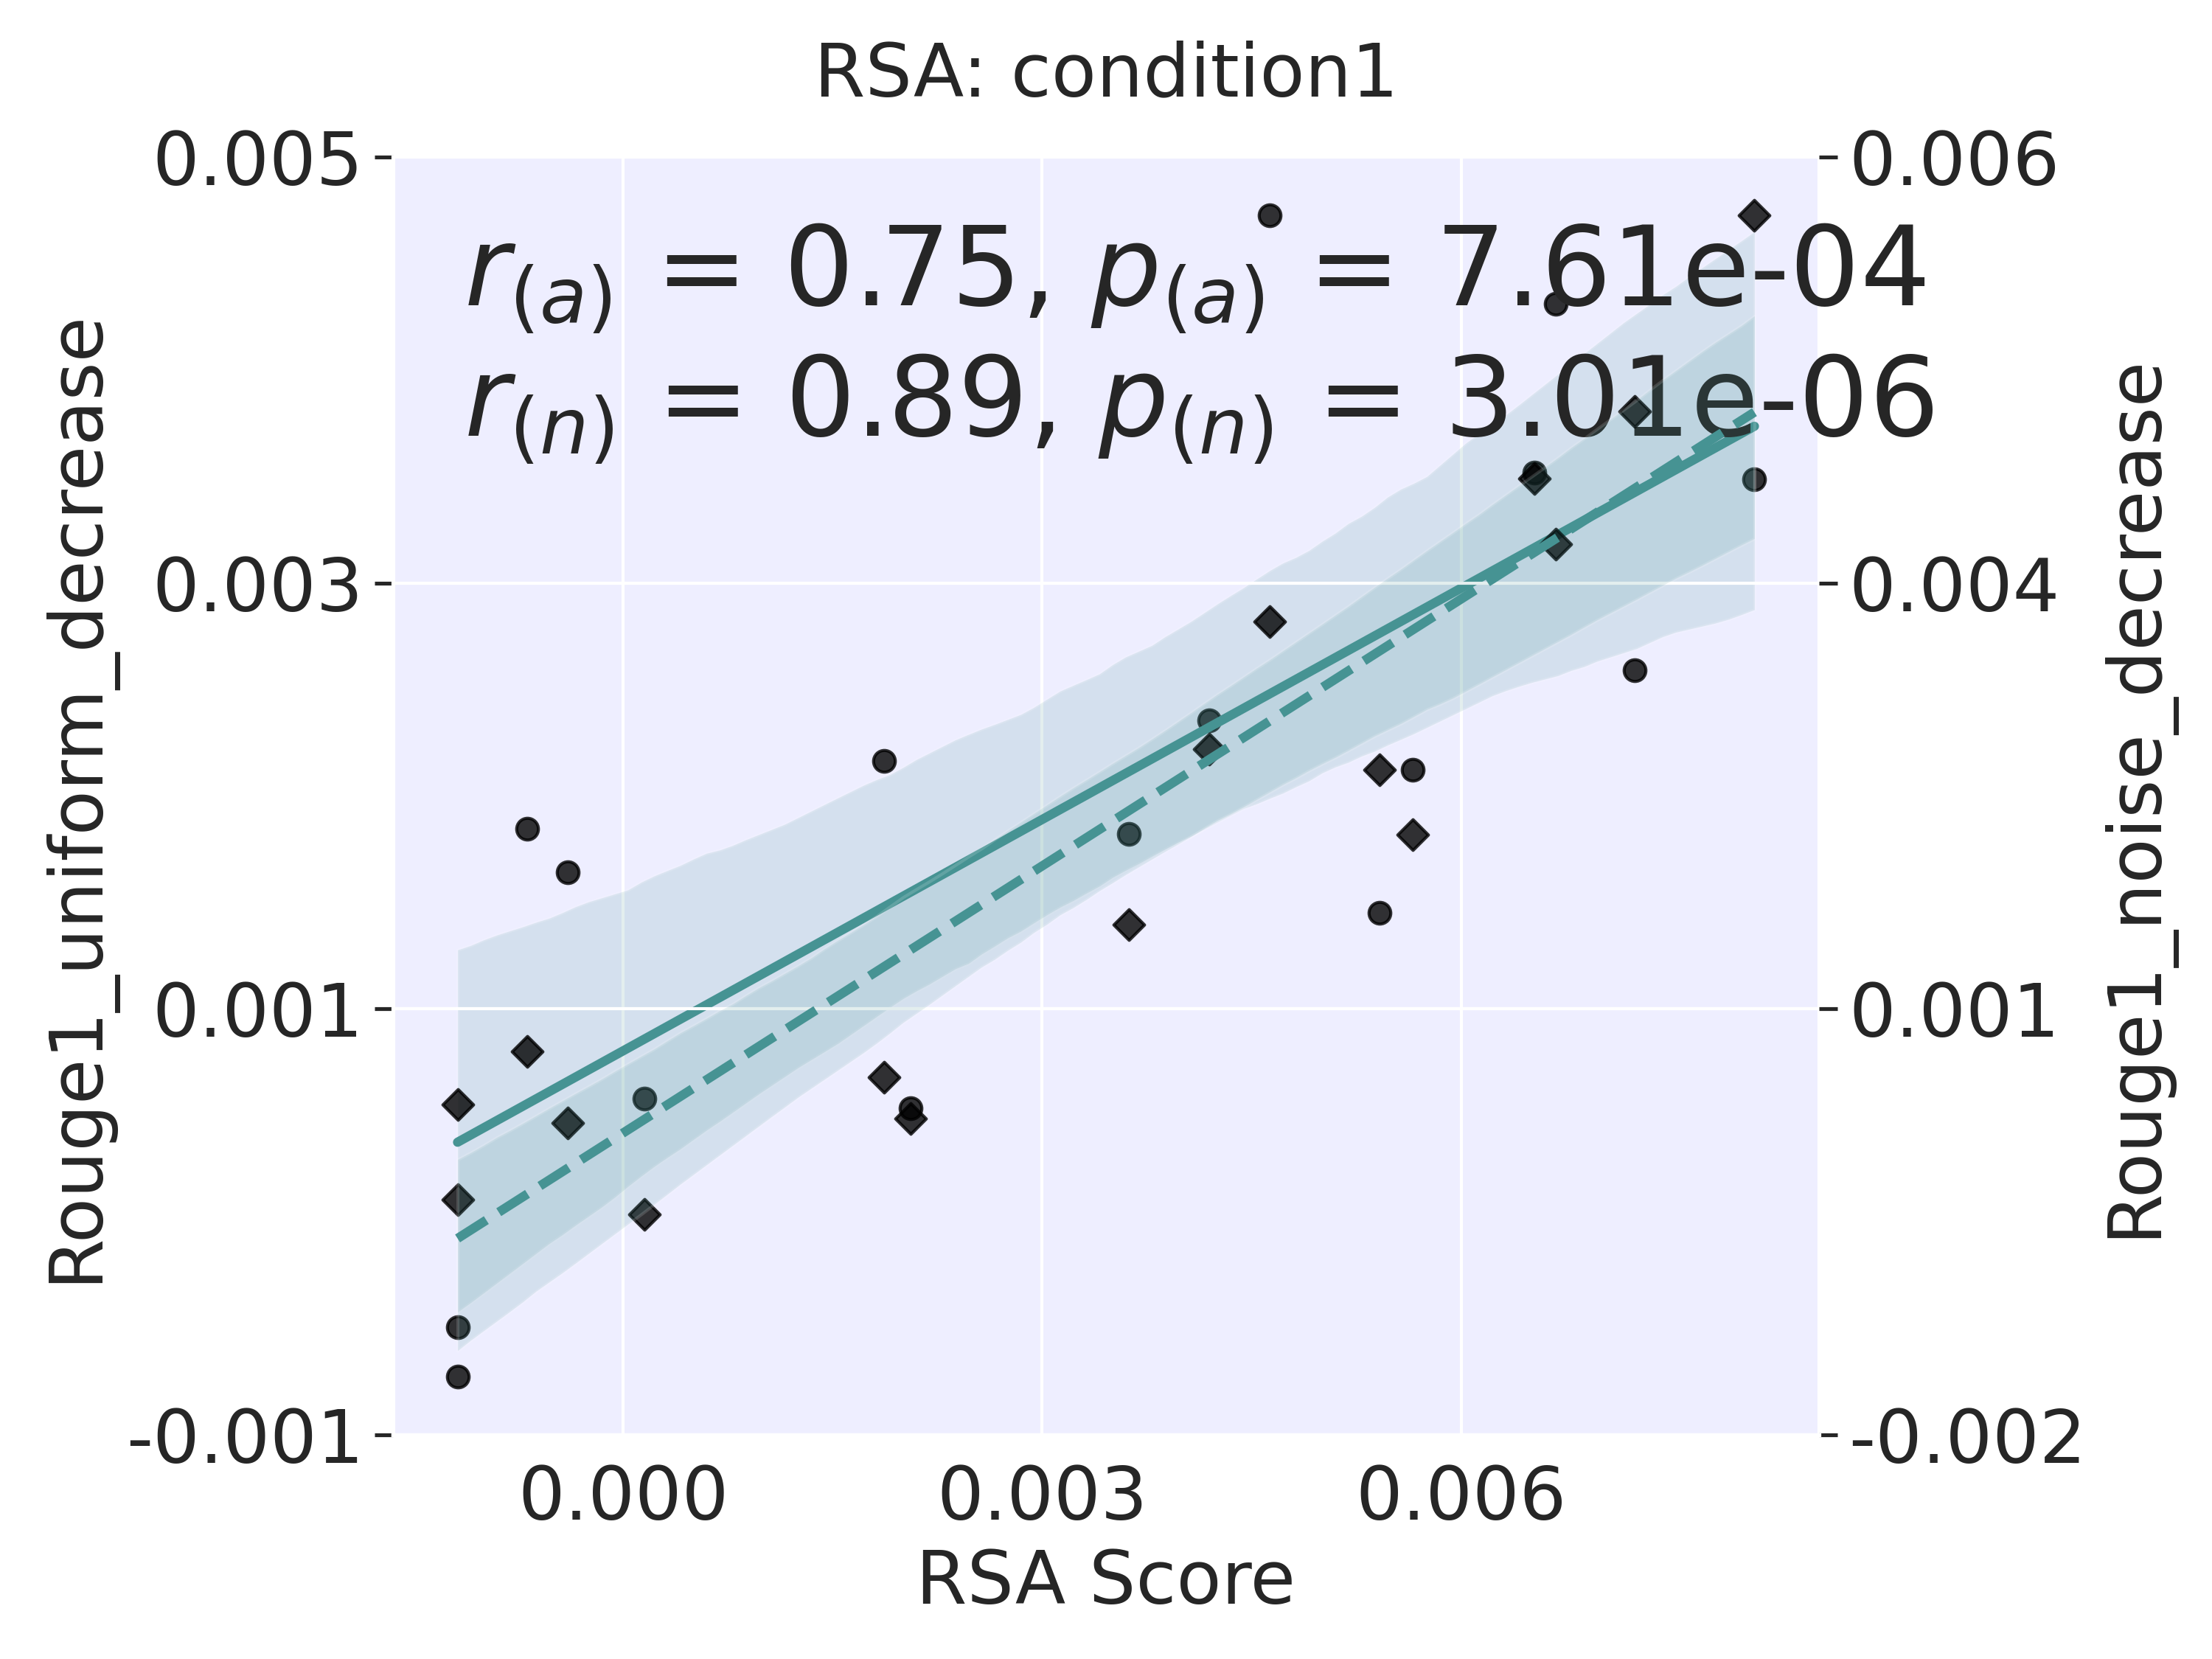 RSA: condition1
0.005
0.003
0.001
-0.001
Rouge1_uniform_decrease
r(a) = 0.75, p(a) = 7.61e-04
r(n) = 0.89, p(n) = 3.01e-06
0.006
0.004
0.001
-0.002
Rouge1_noise_decrease
0.000 0.003 0.006
RSA Score